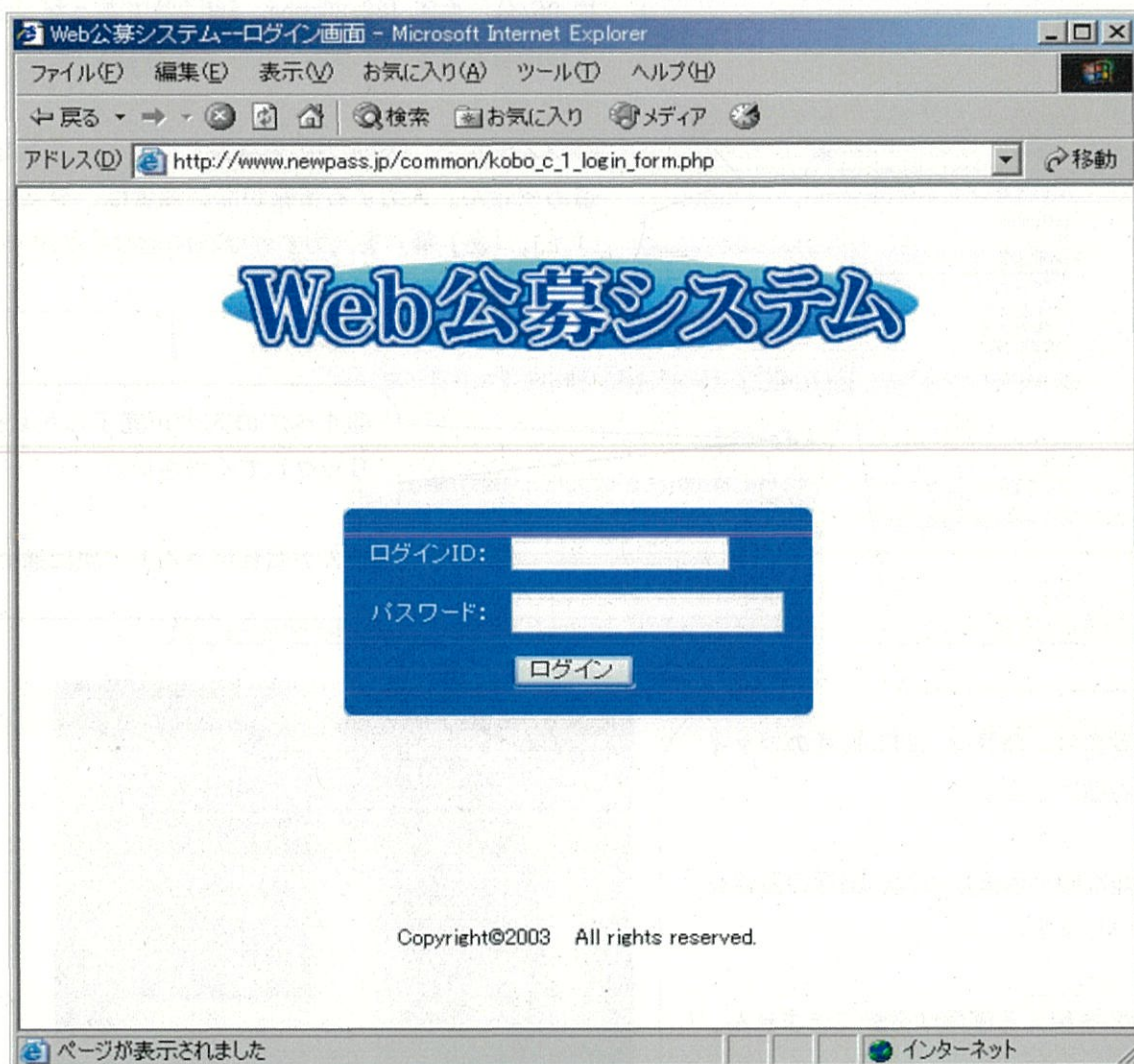 Web公募システム--ログイン画面 - Microsoft Internet Explorer
ファイル(F) 編集(E) 表示(V) お気に入り(A) ツール(T) ヘルプ(H)
戻る 検索 お気に入り メディア
アドレス(D) http://www.newpass.jp/common/kobo_c_1_login_form.php 移動
Web公募システム
ログインID:
パスワード:
ログイン
Copyright©2003 All rights reserved.
ページが表示されました インターネット